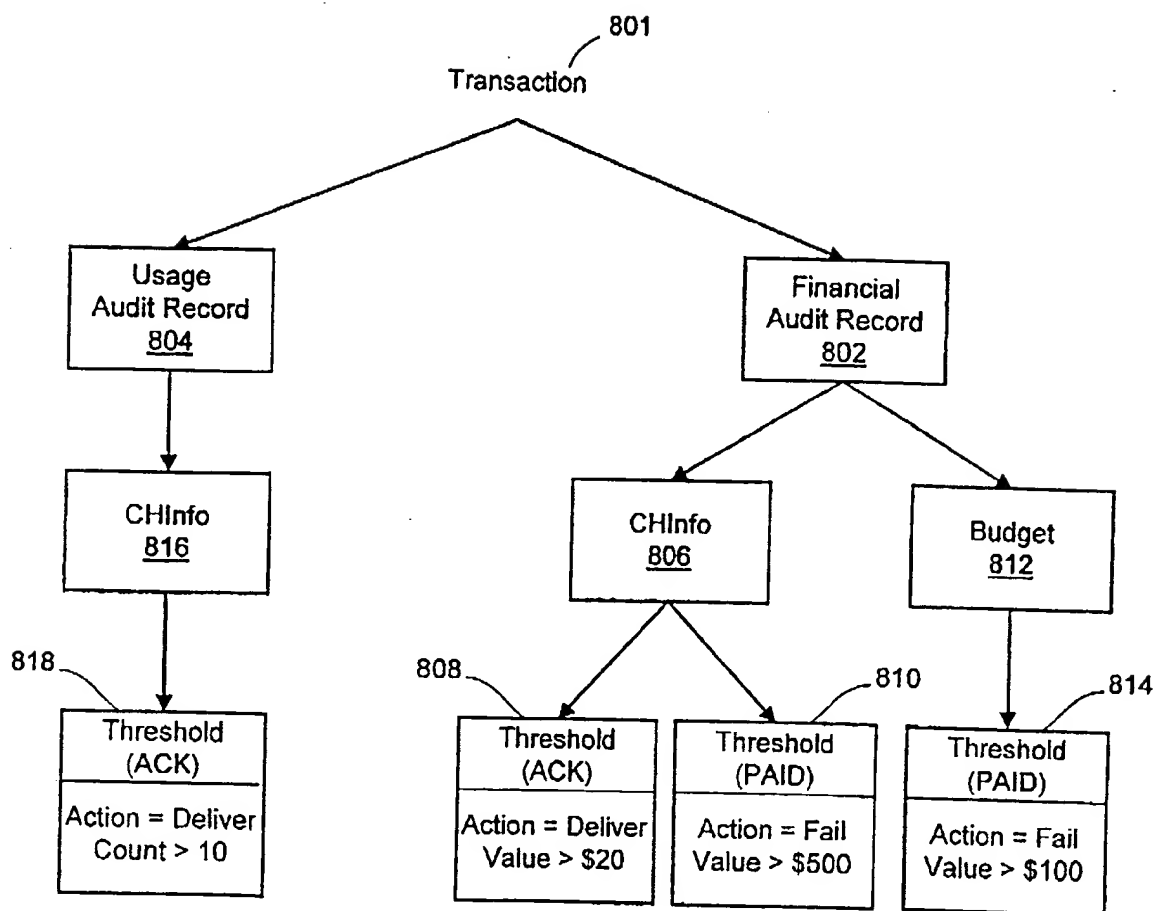 801
Transaction
Usage
Audit Record
804
Financial
Audit Record
802
CHInfo
816
CHInfo
806
Budget
812
818
Threshold
(ACK)
Action = Deliver
Count > 10
808
Threshold
(ACK)
Action = Deliver
Value > $20
810
Threshold
(PAID)
Action = Fail
Value > $500
814
Threshold
(PAID)
Action = Fail
Value > $100